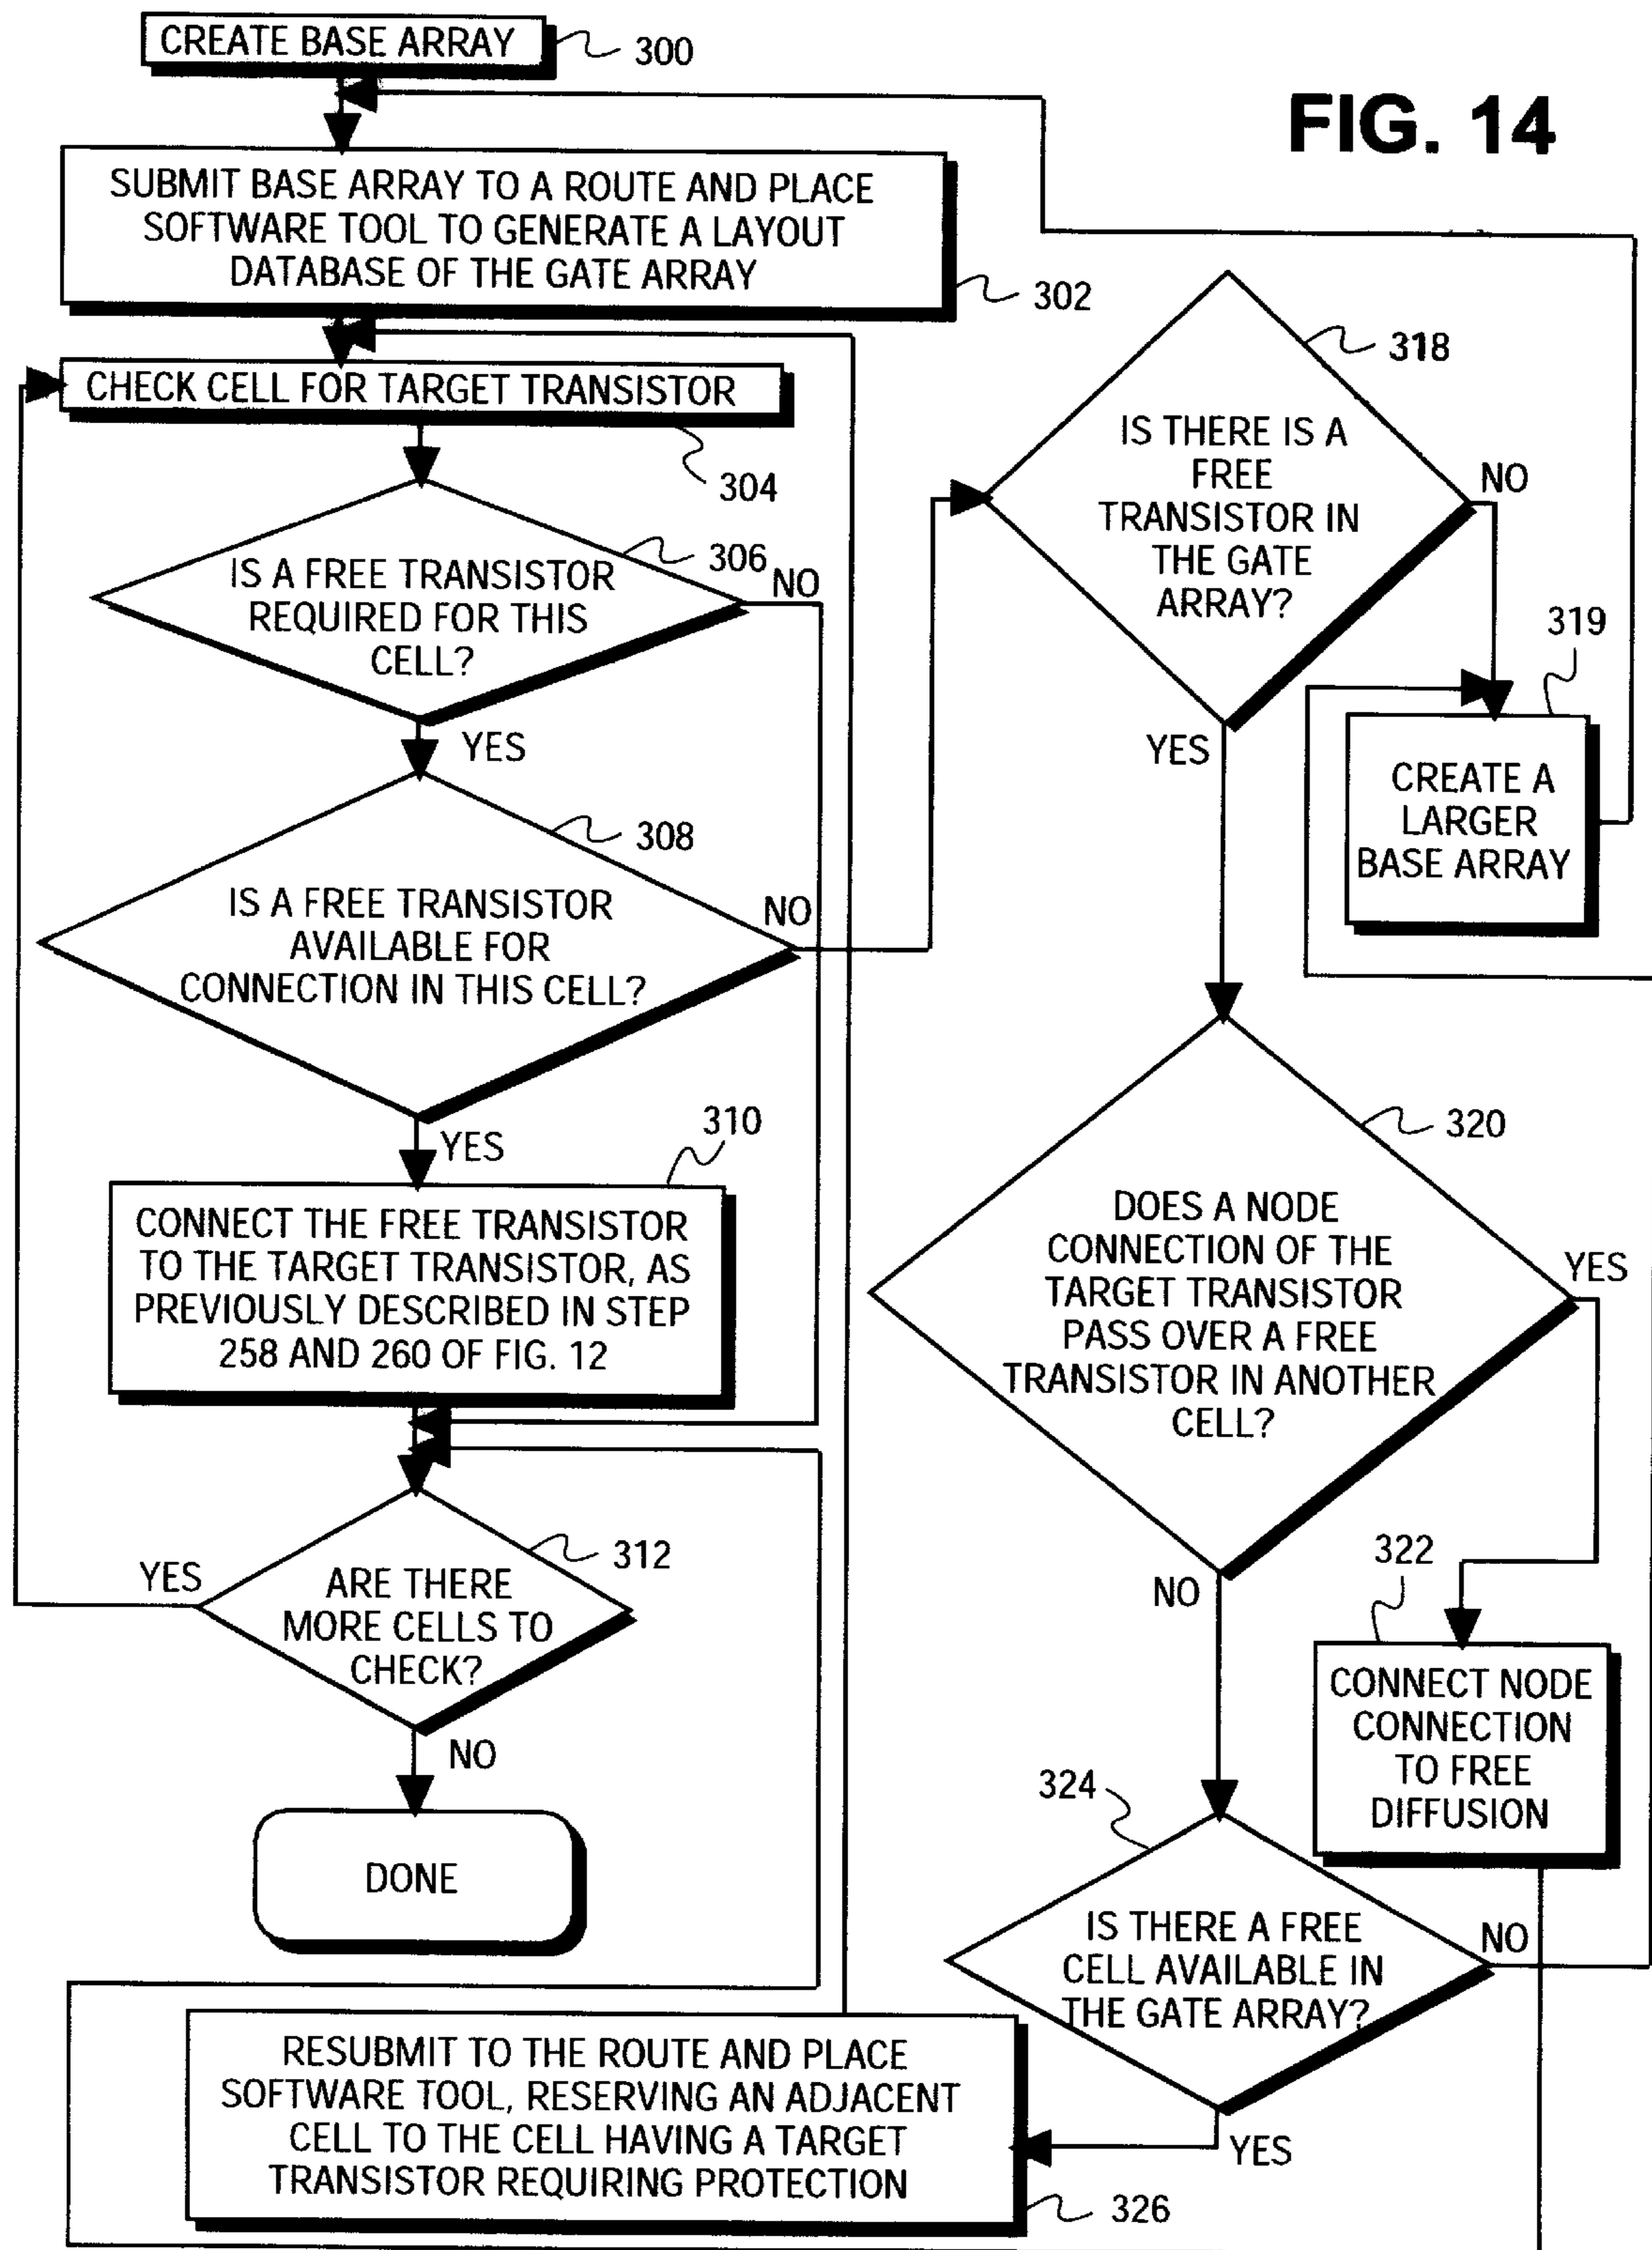 FIG. 14
CREATE BASE ARRAY
300
SUBMIT BASE ARRAY TO A ROUTE AND PLACE
SOFTWARE TOOL TO GENERATE A LAYOUT
DATABASE OF THE GATE ARRAY
302
CHECK CELL FOR TARGET TRANSISTOR
304
IS A FREE TRANSISTOR
REQUIRED FOR THIS
CELL?
306
NO
YES
IS A FREE TRANSISTOR
AVAILABLE FOR
CONNECTION IN THIS CELL?
308
NO
YES
310
CONNECT THE FREE TRANSISTOR
TO THE TARGET TRANSISTOR, AS
PREVIOUSLY DESCRIBED IN STEP
258 AND 260 OF FIG. 12
ARE THERE
MORE CELLS TO
CHECK?
312
YES
NO
DONE
IS THERE IS A
FREE
TRANSISTOR IN
THE GATE
ARRAY?
318
NO
YES
319
CREATE A
LARGER
BASE ARRAY
DOES A NODE
CONNECTION OF THE
TARGET TRANSISTOR
PASS OVER A FREE
TRANSISTOR IN ANOTHER
CELL?
320
YES
NO
322
CONNECT NODE
CONNECTION
TO FREE
DIFFUSION
324
IS THERE A FREE
CELL AVAILABLE IN
THE GATE ARRAY?
NO
YES
RESUBMIT TO THE ROUTE AND PLACE
SOFTWARE TOOL, RESERVING AN ADJACENT
CELL TO THE CELL HAVING A TARGET
TRANSISTOR REQUIRING PROTECTION
326